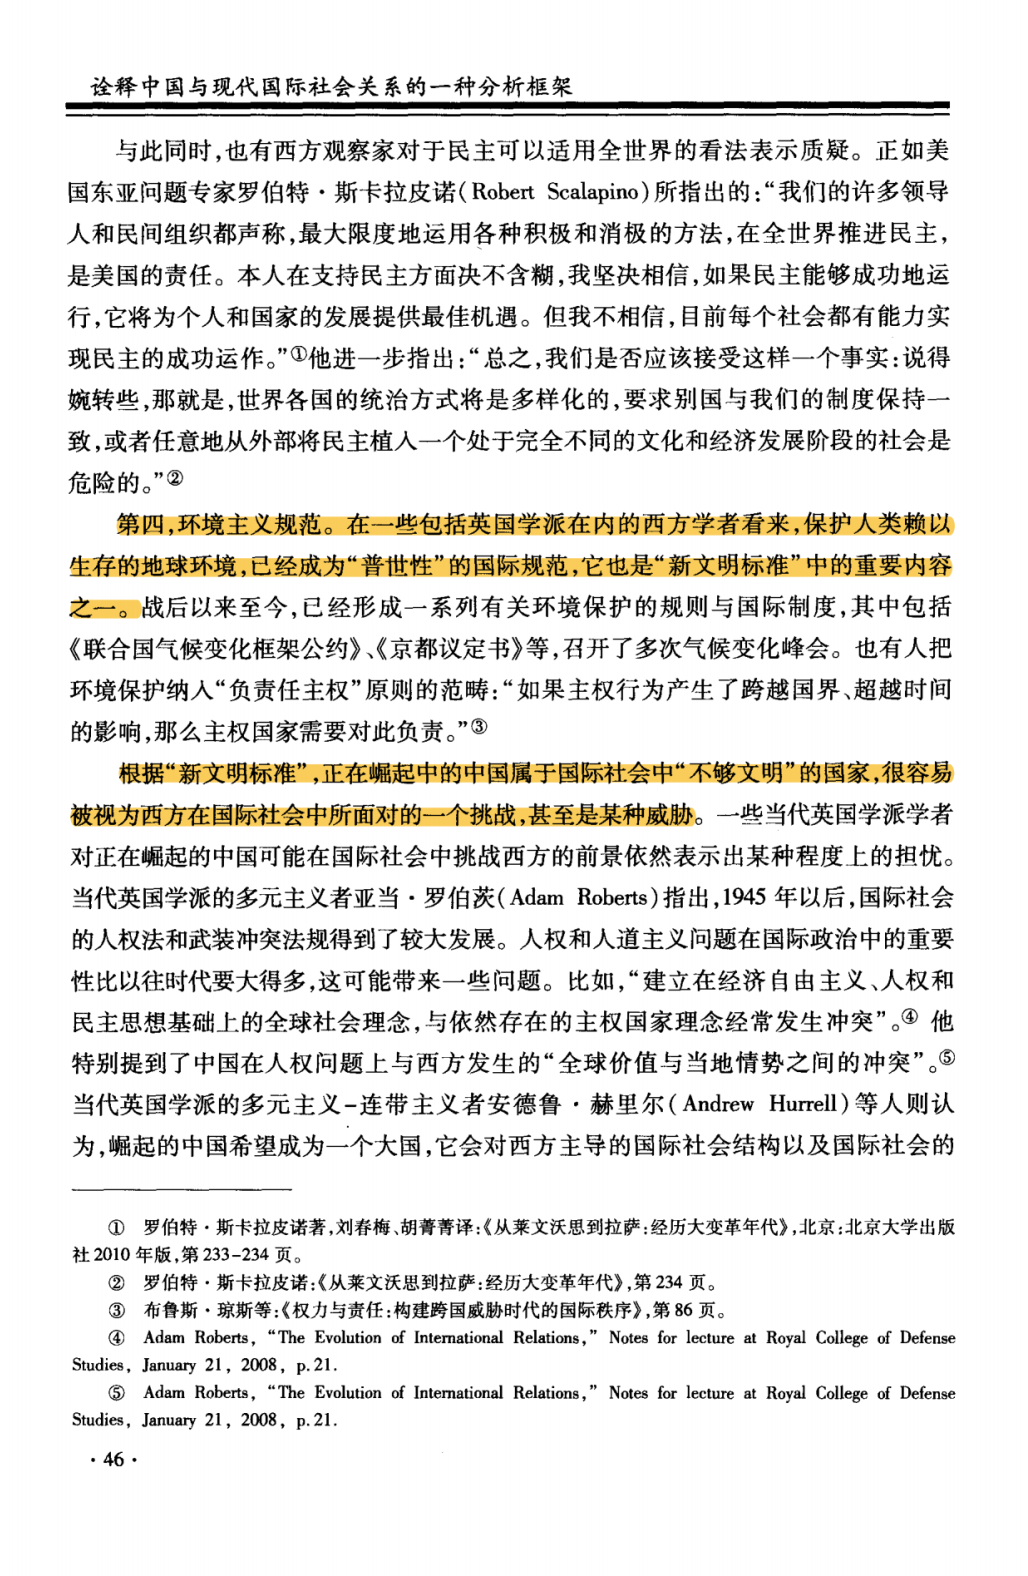 诠释中国与现代国际社会关系的一种分析框架
与此同时,也有西方观察家对于民主可以适用全世界的看法表示质疑。正如美
国东亚问题专家罗伯特·斯卡拉皮诺(Robert Scalapino)所指出的:“我们的许多领导
人和民间组织都声称,最大限度地运用各种积极和消极的方法,在全世界推进民主,
是美国的责任。本人在支持民主方面决不含糊,我坚决相信,如果民主能够成功地运
行,它将为个人和国家的发展提供最佳机遇。但我不相信,目前每个社会都有能力实
现民主的成功运作。”①他进一步指出:“总之,我们是否应该接受这样一个事实:说得
婉转些,那就是,世界各国的统治方式将是多样化的,要求别国与我们的制度保持一
致,或者任意地从外部将民主植入一个处于完全不同的文化和经济发展阶段的社会是
危险的。”②
第四,环境主义规范。在一些包括英国学派在内的西方学者看来,保护人类赖以
生存的地球环境,已经成为“普世性”的国际规范,它也是“新文明标准”中的重要内容
之一。战后以来至今,已经形成一系列有关环境保护的规则与国际制度,其中包括
《联合国气候变化框架公约》、《京都议定书》等,召开了多次气候变化峰会。也有人把
环境保护纳入“负责任主权”原则的范畴:“如果主权行为产生了跨越国界、超越时间
的影响,那么主权国家需要对此负责。”③
根据“新文明标准”,正在崛起中的中国属于国际社会中“不够文明”的国家,很容易
被视为西方在国际社会中所面对的一个挑战,甚至是某种威胁。一些当代英国学派学者
对正在崛起的中国可能在国际社会中挑战西方的前景依然表示出某种程度上的担忧。
当代英国学派的多元主义者亚当·罗伯茨(Adam Roberts)指出,1945 年以后,国际社会
的人权法和武装冲突法规得到了较大发展。人权和人道主义问题在国际政治中的重要
性比以往时代要大得多,这可能带来一些问题。比如,“建立在经济自由主义、人权和
民主思想基础上的全球社会理念,与依然存在的主权国家理念经常发生冲突”。④ 他
特别提到了中国在人权问题上与西方发生的“全球价值与当地情势之间的冲突”。⑤
当代英国学派的多元主义-连带主义者安德鲁·赫里尔(Andrew Hurrell)等人则认
为,崛起的中国希望成为一个大国,它会对西方主导的国际社会结构以及国际社会的
① 罗伯特·斯卡拉皮诺著,刘春梅、胡菁菁译:《从莱文沃思到拉萨:经历大变革年代》,北京:北京大学出版
社 2010 年版,第 233-234 页。
② 罗伯特·斯卡拉皮诺:《从莱文沃思到拉萨:经历大变革年代》,第 234 页。
③ 布鲁斯·琼斯等:《权力与责任:构建跨国威胁时代的国际秩序》,第 86 页。
④ Adam Roberts, “The Evolution of International Relations,” Notes for lecture at Royal College of Defense
Studies, January 21, 2008, p.21.
⑤ Adam Roberts, “The Evolution of International Relations,” Notes for lecture at Royal College of Defense
Studies, January 21, 2008, p.21.
·46·